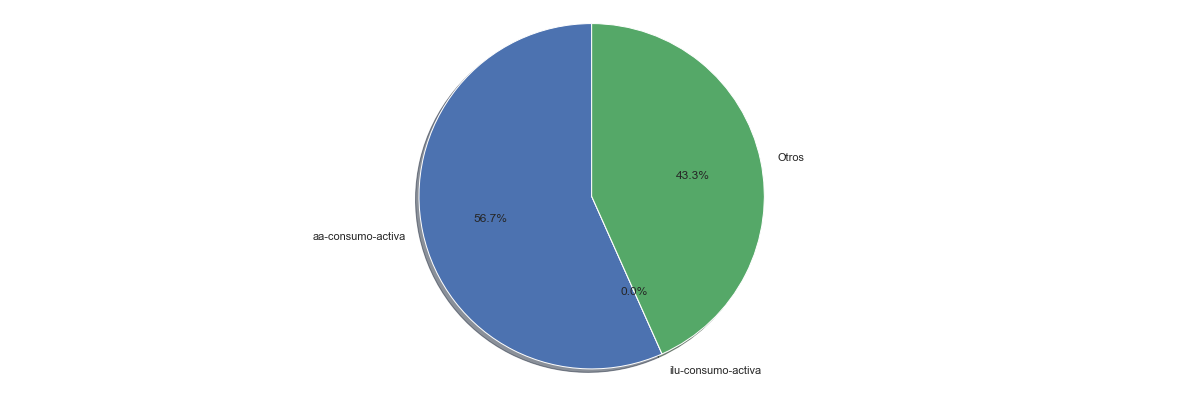 Otros
43.3%
56.7%
aa-consumo-activa
0.0%
ilu-consumo-activa